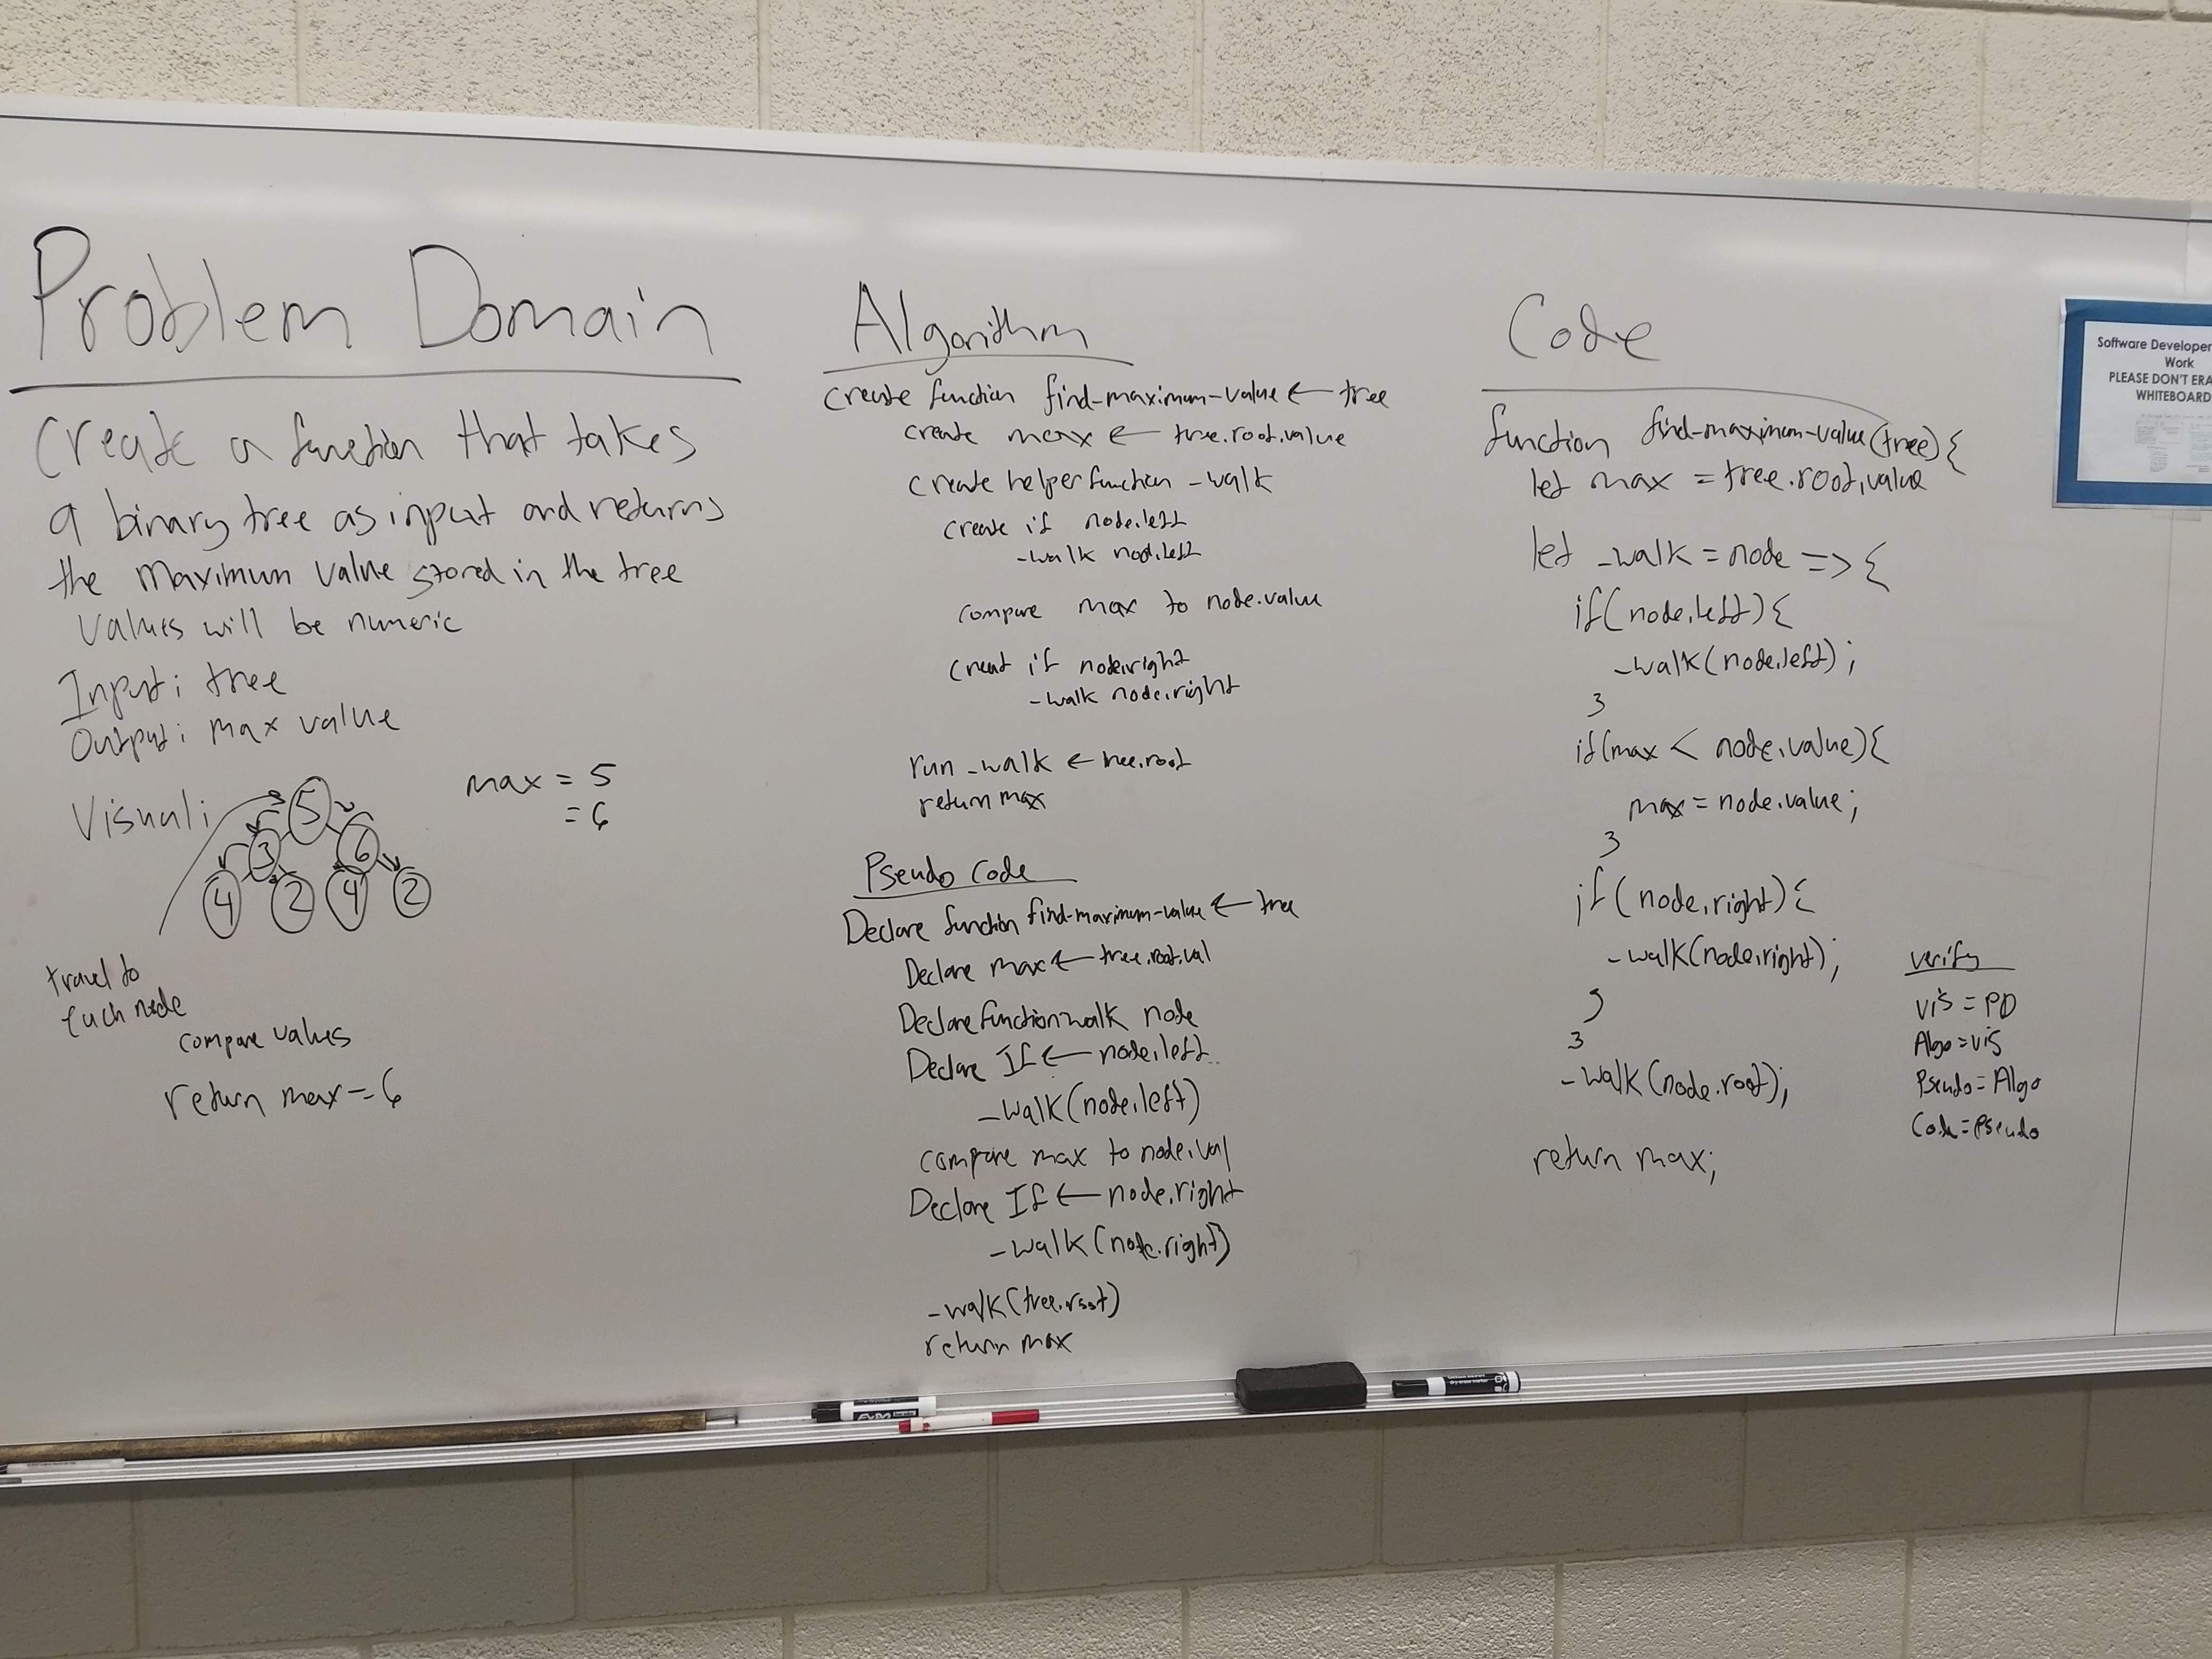 Problem Domain
Create a function that takes
a binary tree as input and returns
the maximum value stored in the tree
Values will be numeric
Input: tree
Output: max value
Visual:
5
3 6
4 2 4 2
max = 5
= 6
travel to
each node
compare values
return max = 6
Algorithm
create function find-maximum-value ← tree
create max ← tree.root.value
create helper function _walk
create if node.left
_walk node.left
compare max to node.value
creat if node.right
_walk node.right
run _walk ← tree.root
return max
Pseudo Code
Declare function find-maximum-value ← tree
Declare max ← tree.root.val
Declare function _walk node
Declare If ← node.left
_walk(node.left)
compare max to node.val
Declare If ← node.right
_walk(node.right)
_walk(tree.root)
return max
Code
function find-maximum-value(tree){
let max = tree.root.value
let _walk = node => {
if(node.left){
_walk(node.left);
}
if(max < node.value){
max = node.value;
}
if(node.right){
_walk(node.right);
}
}
_walk(node.root);
return max;
verify
vis = PD
Algo = vis
Pseudo = Algo
Code = Pseudo
Software Developer
Work
PLEASE DON'T ERA
WHITEBOARD
EXPO